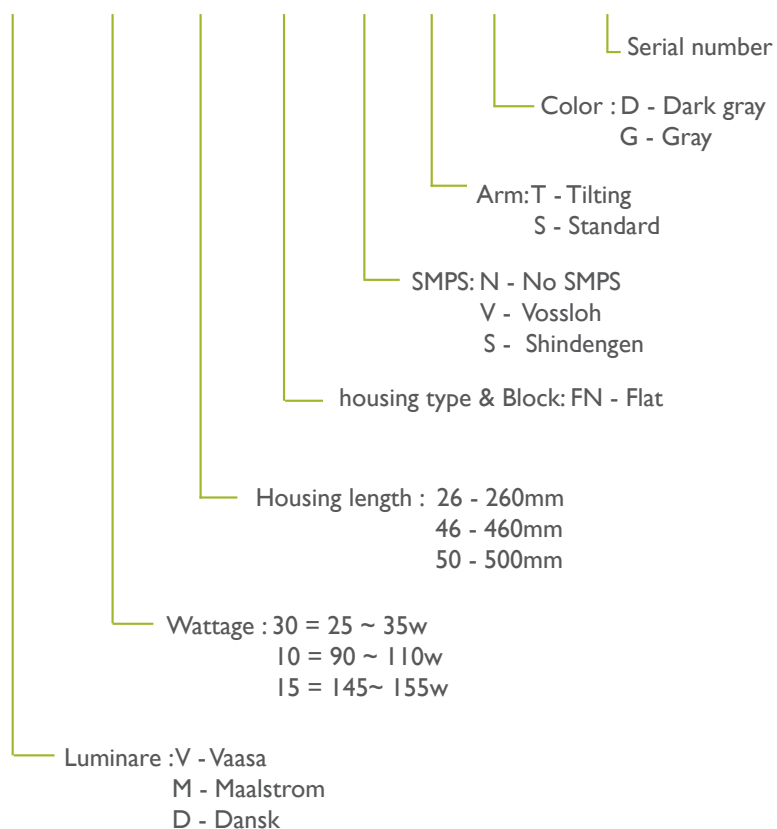 Serial number
Color : D - Dark gray
G - Gray
Arm: T - Tilting
S - Standard
SMPS: N - No SMPS
V - Vossloh
S - Shindengen
housing type & Block: FN - Flat
Housing length : 26 - 260mm
46 - 460mm
50 - 500mm
Wattage : 30 = 25 ~ 35w
10 = 90 ~ 110w
15 = 145~ 155w
Luminare : V - Vaasa
M - Maalstrom
D - Dansk